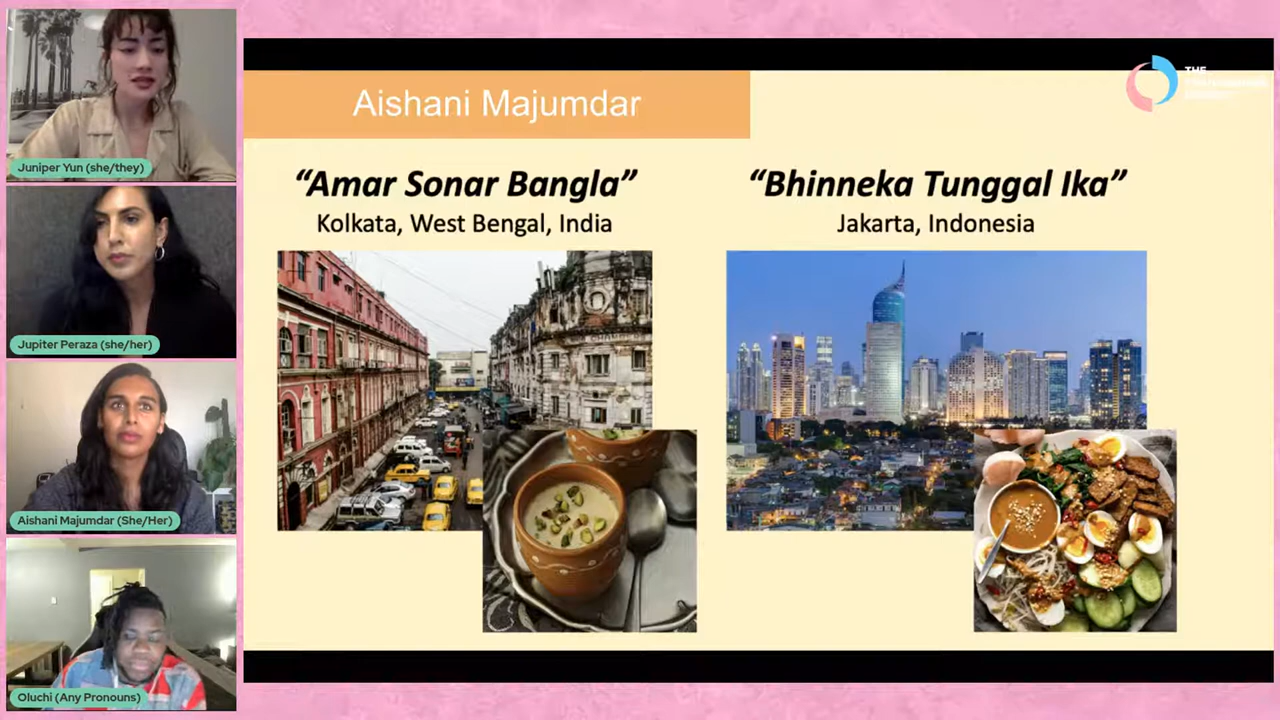 Juniper Yun (she/they)
Jupiter Peraza (she/her)
Aishani Majumdar (She/Her)
Oluchi (Any Pronouns)
THE
Aishani Majumdar
“Amar Sonar Bangla”
Kolkata, West Bengal, India
“Bhinneka Tunggal Ika”
Jakarta, Indonesia